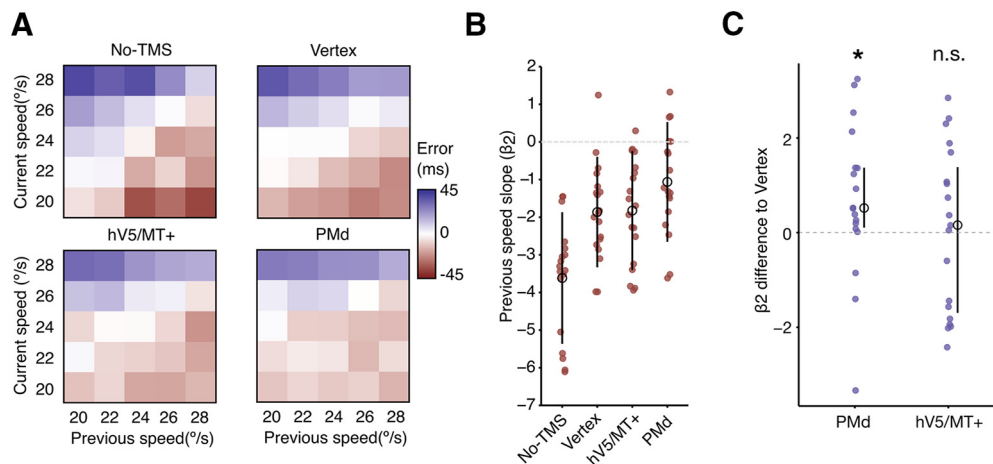 A
No-TMS
Vertex
28
26
24
22
20
Current speed(°/s)
Error
(ms)
45
0
-45
hV5/MT+
PMd
28
26
24
22
20
Current speed (°/s)
20 22 24 26 28
20 22 24 26 28
Previous speed(°/s)
Previous speed(°/s)
B
2
1
0
−1
−2
−3
−4
−5
−6
−7
Previous speed slope (β2)
No-TMS
Vertex
hV5/MT+
PMd
C
*
n.s.
2
0
−2
β2 difference to Vertex
PMd
hV5/MT+